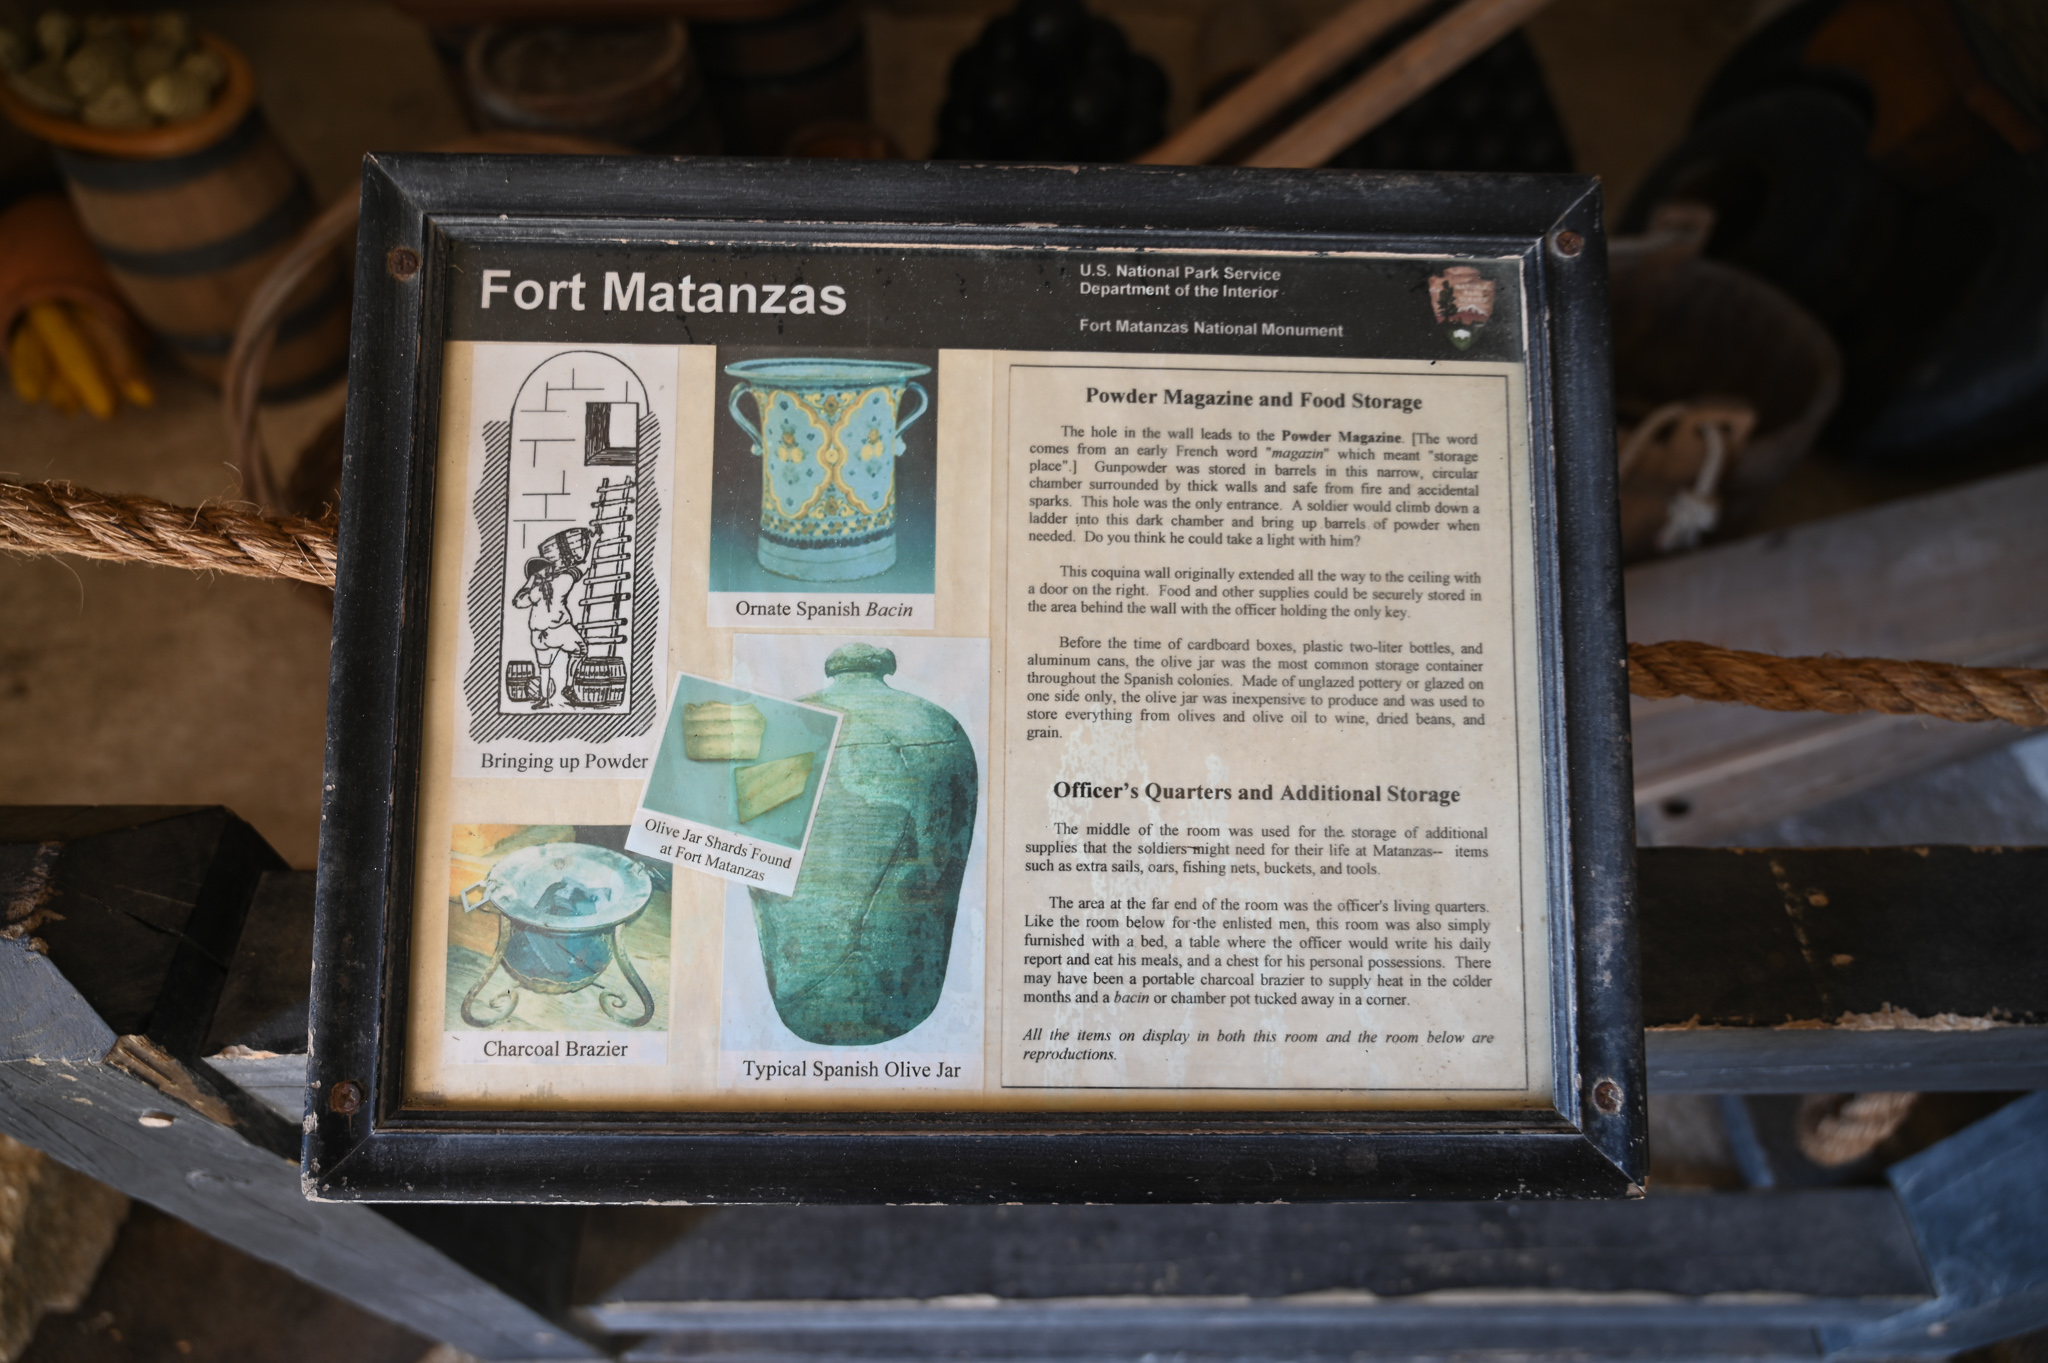 Fort Matanzas
U.S. National Park Service
Department of the Interior
Fort Matanzas National Monument
Bringing up Powder
Ornate Spanish Bacin
Olive Jar Shards Found
at Fort Matanzas
Charcoal Brazier
Typical Spanish Olive Jar
Powder Magazine and Food Storage
The hole in the wall leads to the Powder Magazine. [The word
comes from an early French word "magazin" which meant "storage
place".] Gunpowder was stored in barrels in this narrow, circular
chamber surrounded by thick walls and safe from fire and accidental
sparks. This hole was the only entrance. A soldier would climb down a
ladder into this dark chamber and bring up barrels of powder when
needed. Do you think he could take a light with him?
This coquina wall originally extended all the way to the ceiling with
a door on the right. Food and other supplies could be securely stored in
the area behind the wall with the officer holding the only key.
Before the time of cardboard boxes, plastic two-liter bottles, and
aluminum cans, the olive jar was the most common storage container
throughout the Spanish colonies. Made of unglazed pottery or glazed on
one side only, the olive jar was inexpensive to produce and was used to
store everything from olives and olive oil to wine, dried beans, and
grain.
Officer's Quarters and Additional Storage
The middle of the room was used for the storage of additional
supplies that the soldiers might need for their life at Matanzas-- items
such as extra sails, oars, fishing nets, buckets, and tools.
The area at the far end of the room was the officer's living quarters.
Like the room below for the enlisted men, this room was also simply
furnished with a bed, a table where the officer would write his daily
report and eat his meals, and a chest for his personal possessions. There
may have been a portable charcoal brazier to supply heat in the colder
months and a bacin or chamber pot tucked away in a corner.
All the items on display in both this room and the room below are
reproductions.